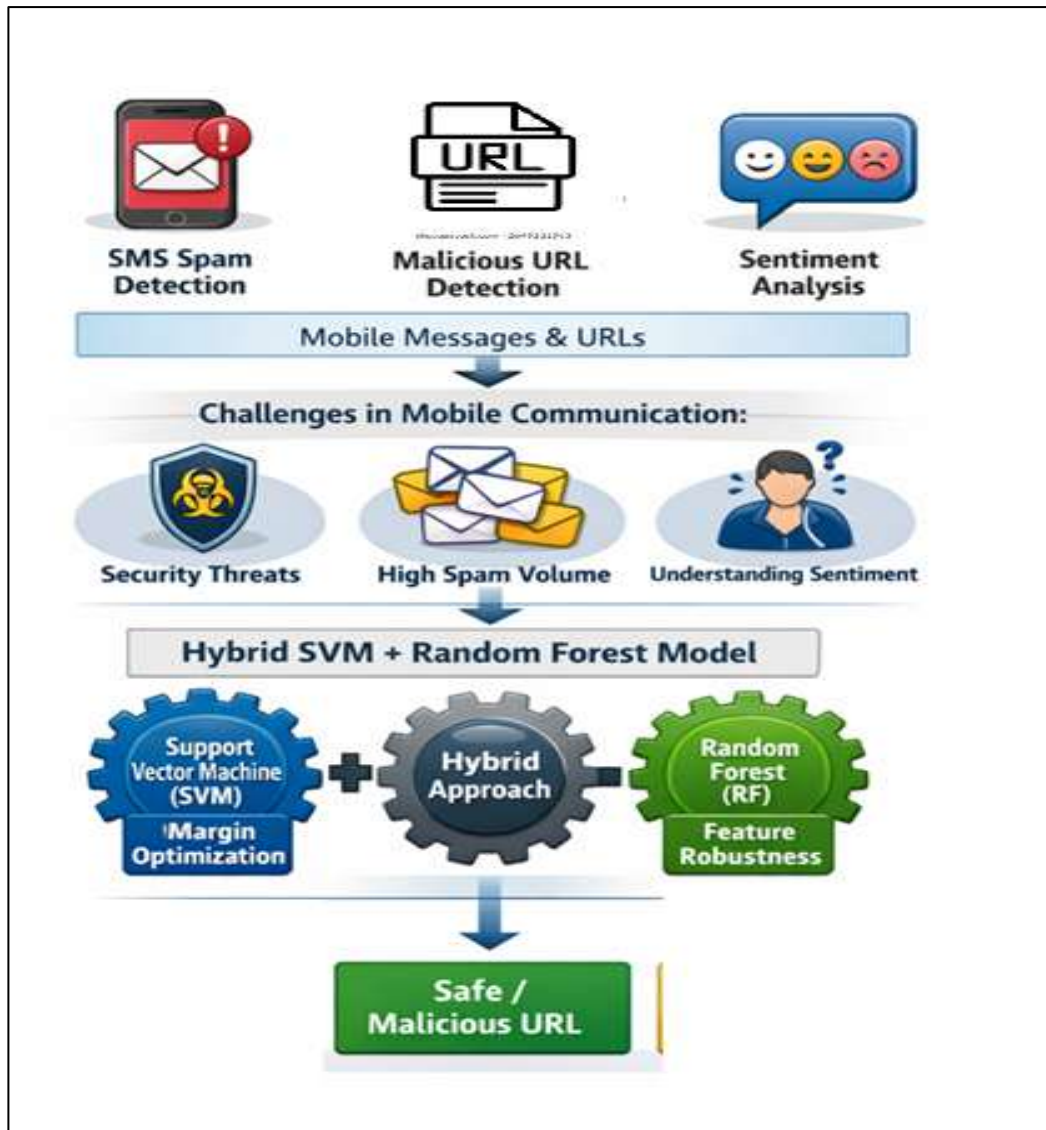 !
URL
SMS Spam
Detection
Malicious URL
Detection
Sentiment
Analysis
Mobile Messages & URLs
Challenges in Mobile Communication:
?
Security Threats
High Spam Volume
Understanding Sentiment
Hybrid SVM + Random Forest Model
Support
Vector Machine
(SVM)
Margin
Optimization
+
Hybrid
Approach
Random
Forest
(RF)
Feature
Robustness
Safe /
Malicious URL